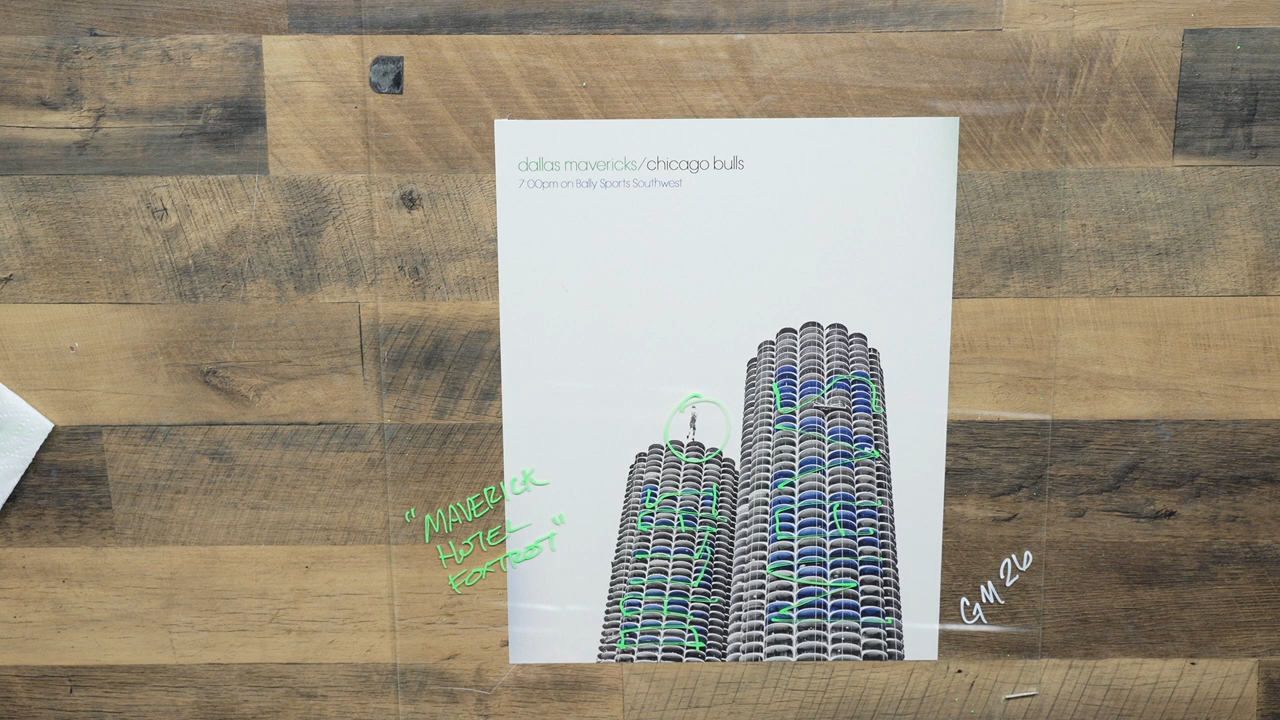 dallas mavericks/chicago bulls
7:00pm on Bally Sports Southwest
"MAVERICK
HOTEL
FOXTROT"
GM 26